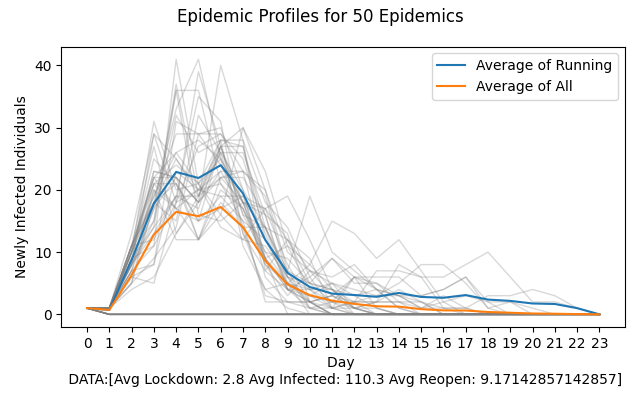 Epidemic Profiles for 50 Epidemics
Average of Running
Average of All
Newly Infected Individuals
40
30
20
10
0
0 1 2 3 4 5 6 7 8 9 10 11 12 13 14 15 16 17 18 19 20 21 22 23
Day
DATA:[Avg Lockdown: 2.8 Avg Infected: 110.3 Avg Reopen: 9.17142857142857]